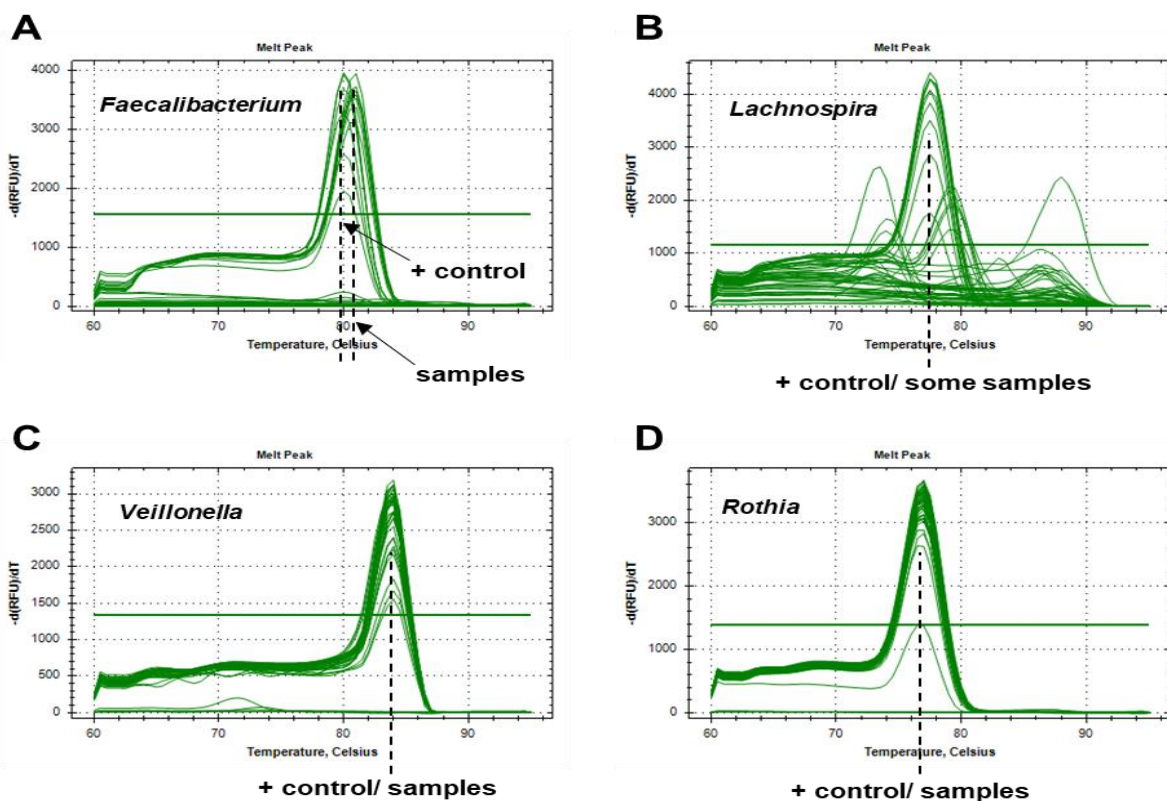 A
Melt Peak
4000
3000
2000
1000
0
-d(RFU)/dT
Faecalibacterium
+ control
60
70
80
90
Temperature, Celsius
samples
B
Melt Peak
4000
3000
2000
1000
0
-d(RFU)/dT
Lachnospira
60
70
80
90
Temperature, Celsius
+ control/ some samples
C
Melt Peak
3000
2500
2000
1500
1000
500
0
-d(RFU)/dT
Veillonella
60
70
80
90
Temperature, Celsius
+ control/ samples
D
Melt Peak
3000
2000
1000
0
-d(RFU)/dT
Rothia
60
70
80
90
Temperature, Celsius
+ control/ samples